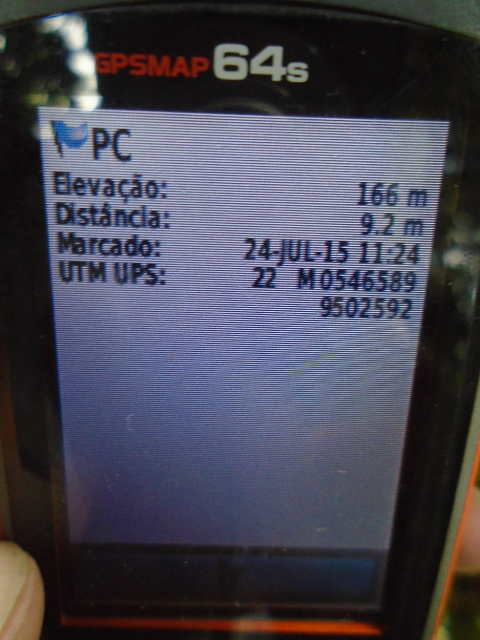 GPSMAP 64s
PC
Elevação: 166 m
Distância: 9.2 m
Marcado: 24-JUL-15 11:24
UTM UPS: 22 M 0546589
9502592